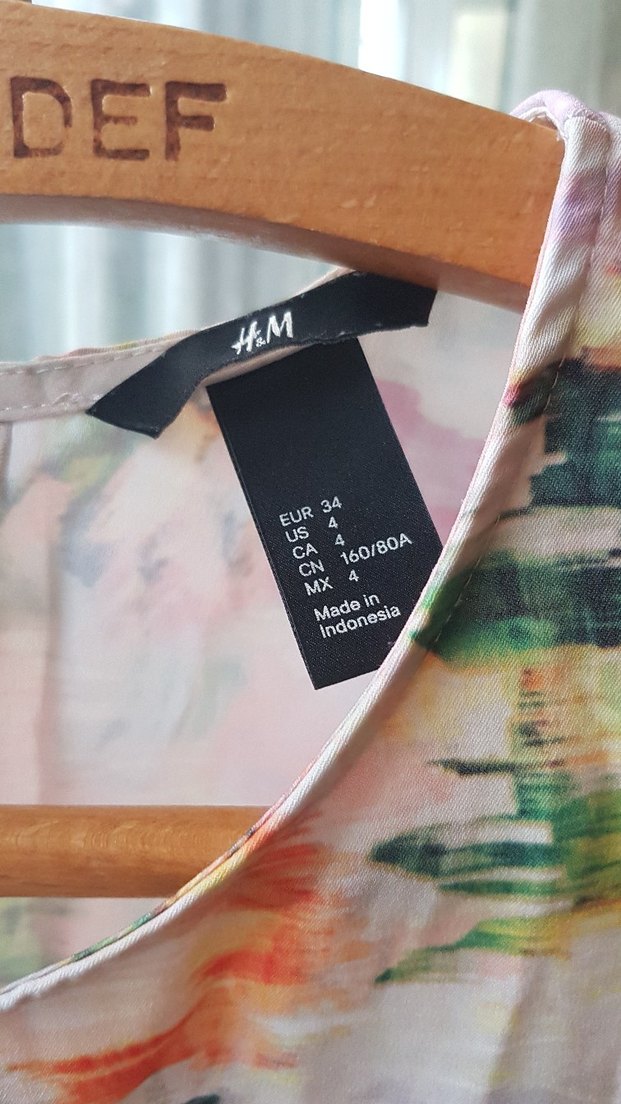 DEF
H&M
EUR 34
US 4
CA 4
CN 160/80A
MX 4
Made in
Indonesia